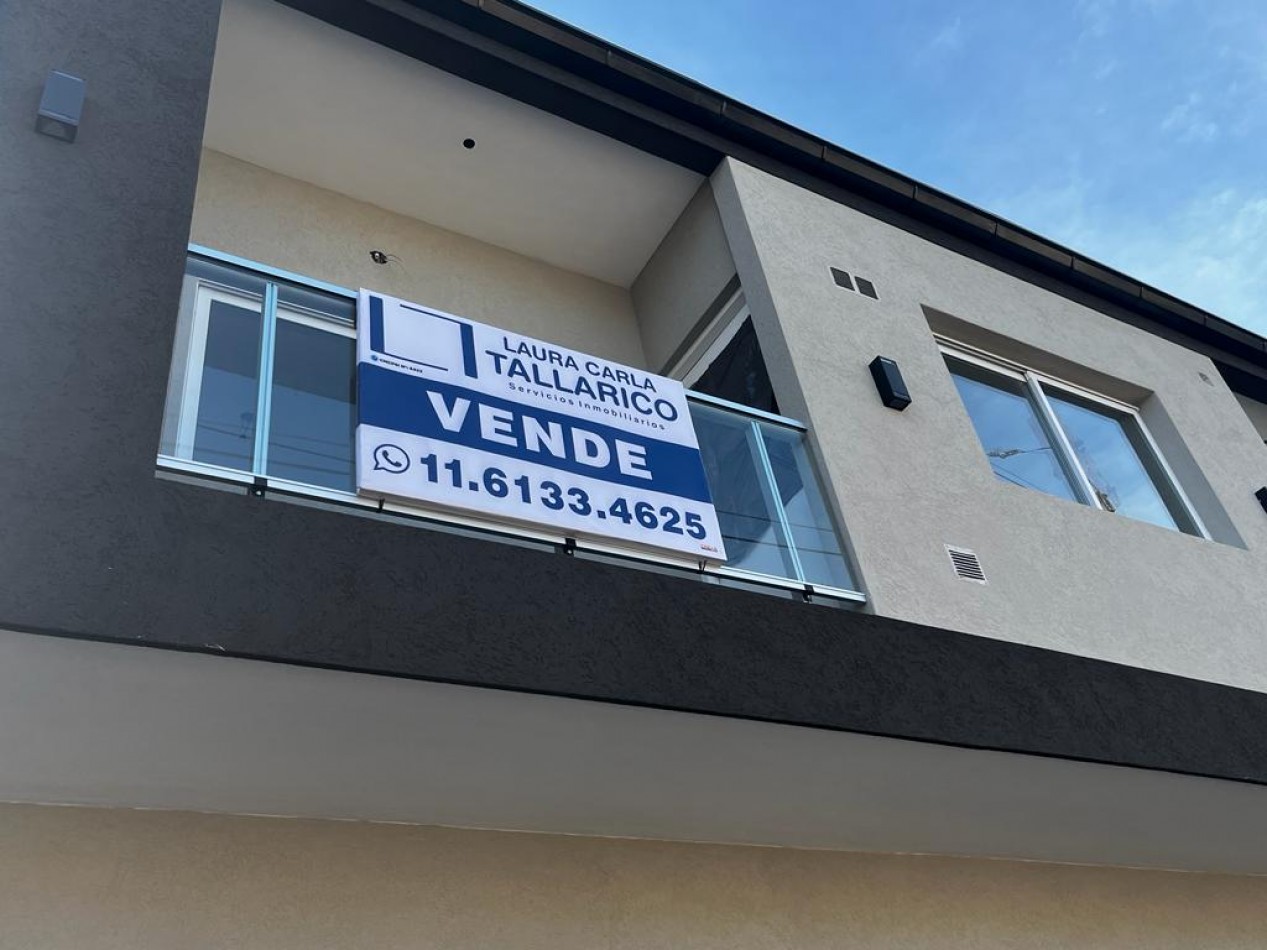 LAURA CARLA
TALLARICO
Servicios Inmobiliarios
VENDE
11.6133.4625